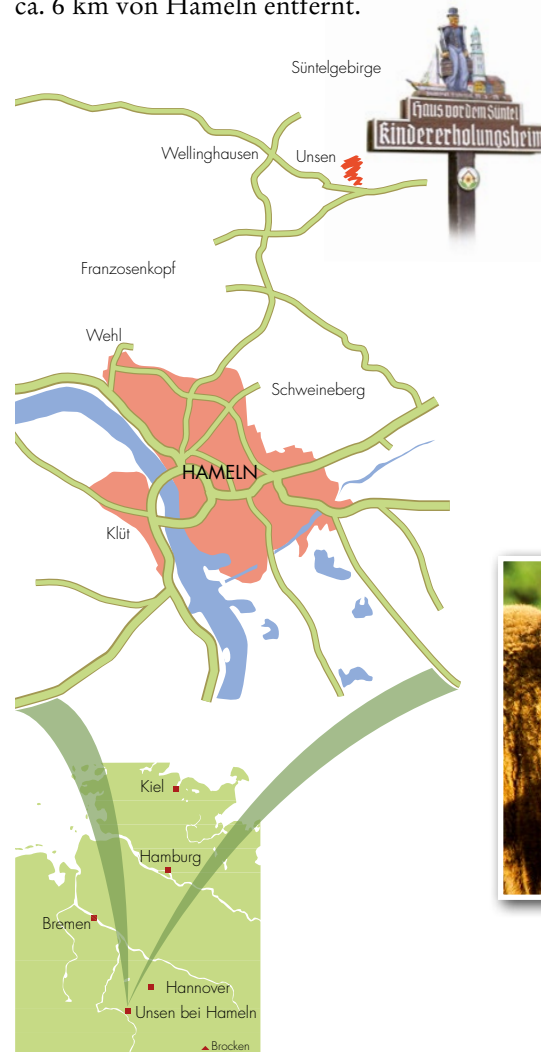 ca. 6 km von Hameln entfernt.
Süntelgebirge
Haus vor dem Süntel
Kindererholungsheim
Wellinghausen
Unsen
Franzosenkopf
Wehl
Schweineberg
HAMELN
Klüt
Kiel
Hamburg
Bremen
Hannover
Unsen bei Hameln
Brocken